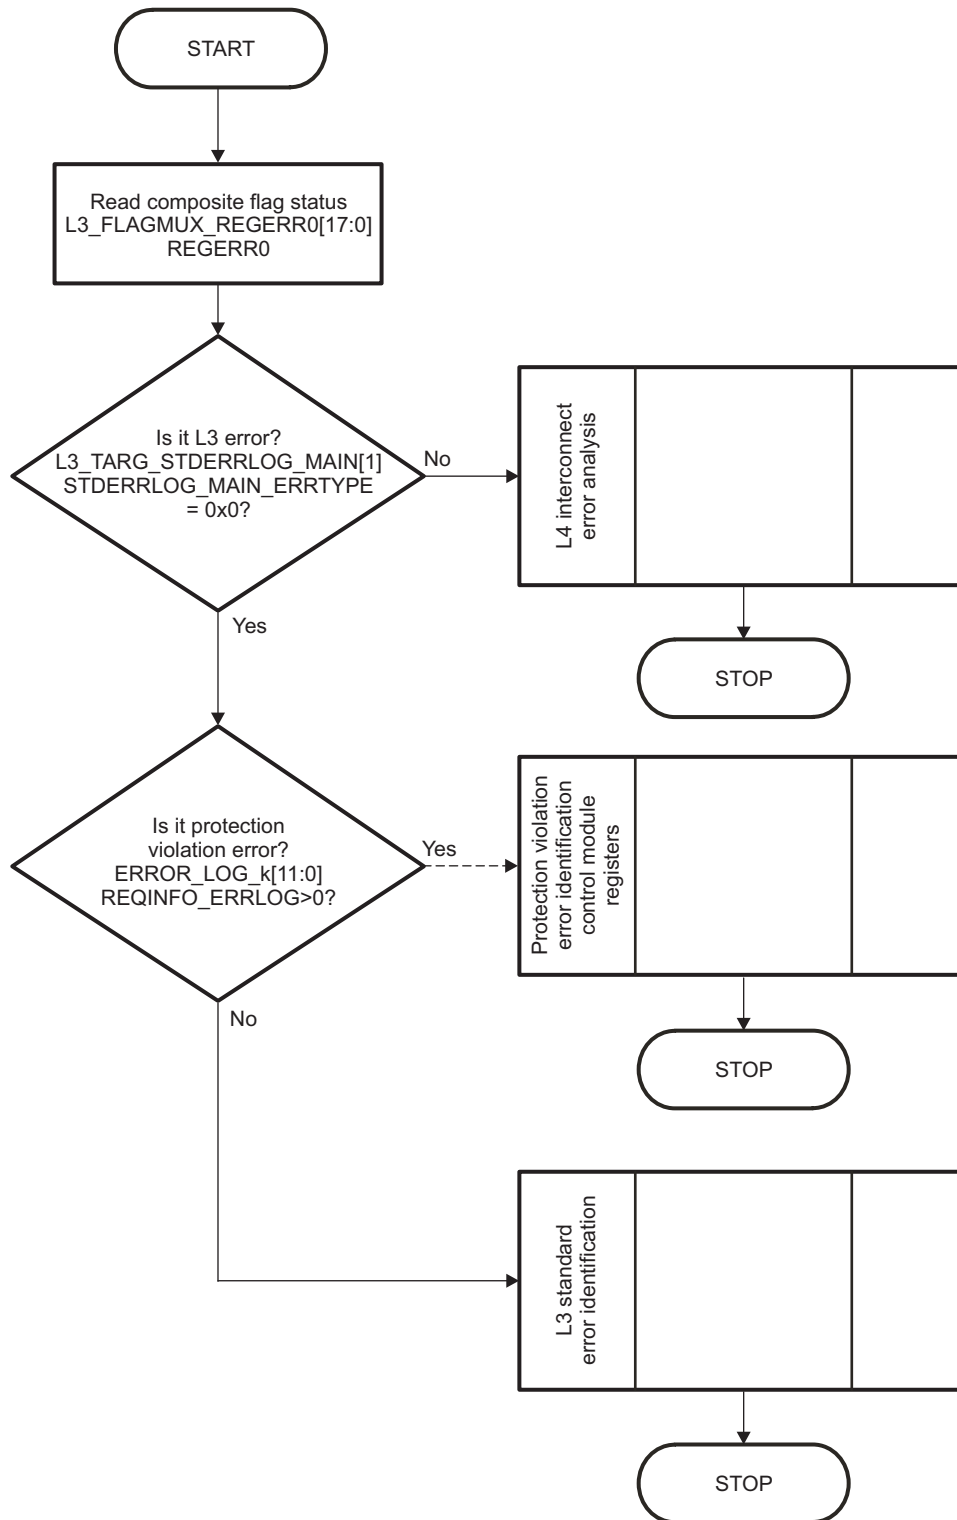 START
Read composite flag status
L3_FLAGMUX_REGERR0[17:0]
REGERR0
Is it L3 error?
L3_TARG_STDERRLOG_MAIN[1]
STDERRLOG_MAIN_ERRTYPE
= 0x0?
No
L4 interconnect
error analysis
Yes
STOP
Is it protection
violation error?
ERROR_LOG_k[11:0]
REQINFO_ERRLOG>0?
Yes
Protection violation
error identification
control module
registers
No
STOP
L3 standard
error identification
STOP